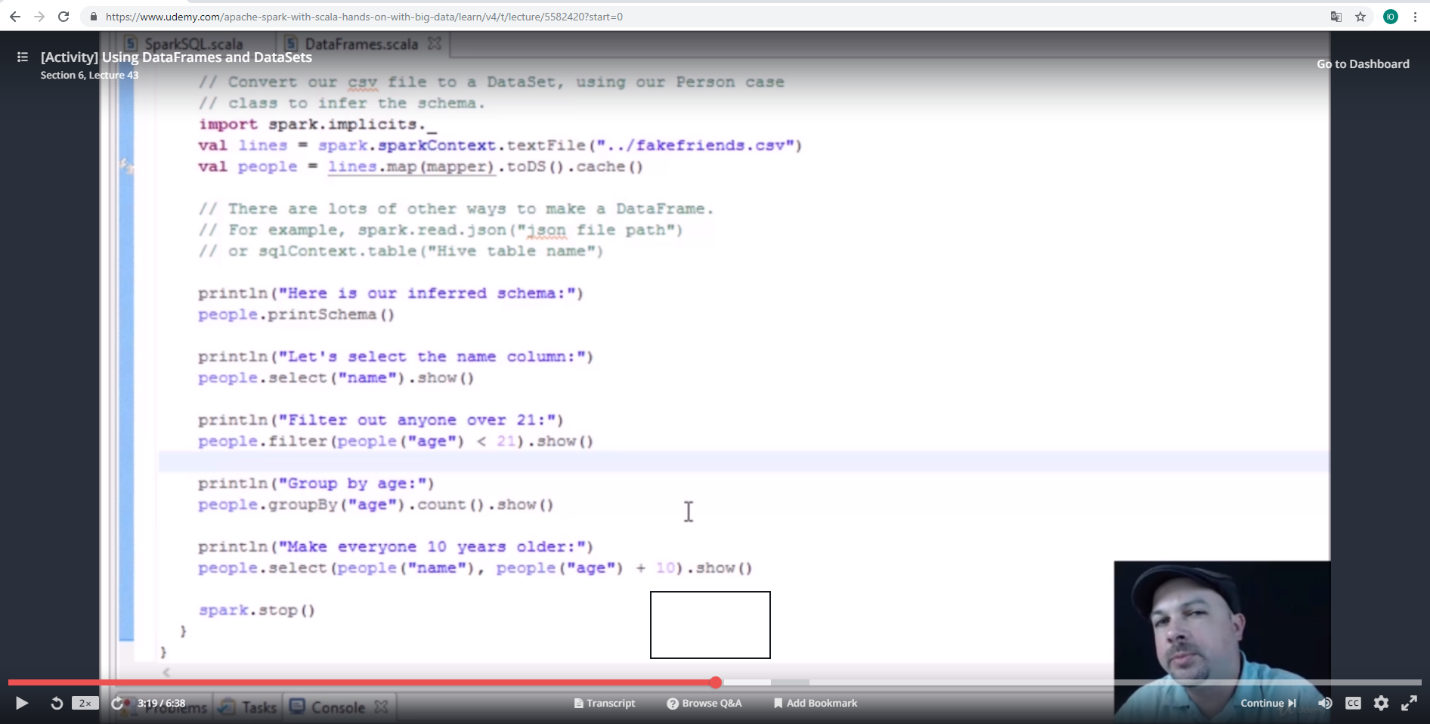 https://www.udemy.com/apache-spark-with-scala-hands-on-with-big-data/learn/v4/t/lecture/5582420?start=0
IO
SparkSQL.scala
DataFrames.scala
[Activity] Using DataFrames and DataSets
Section 6, Lecture 43
Go to Dashboard
// Convert our csv file to a DataSet, using our Person case
// class to infer the schema.
import spark.implicits._
val lines = spark.sparkContext.textFile("../fakefriends.csv")
val people = lines.map(mapper).toDS().cache()
// There are lots of other ways to make a DataFrame.
// For example, spark.read.json("json file path")
// or sqlContext.table("Hive table name")
println("Here is our inferred schema:")
people.printSchema()
println("Let's select the name column:")
people.select("name").show()
println("Filter out anyone over 21:")
people.filter(people("age") < 21).show()
println("Group by age:")
people.groupBy("age").count().show()
println("Make everyone 10 years older:")
people.select(people("name"), people("age") + 10).show()
spark.stop()
}
}
2×
3:19 / 6:38
Problems
Tasks
Console
Transcript
Browse Q&A
Add Bookmark
Continue
CC